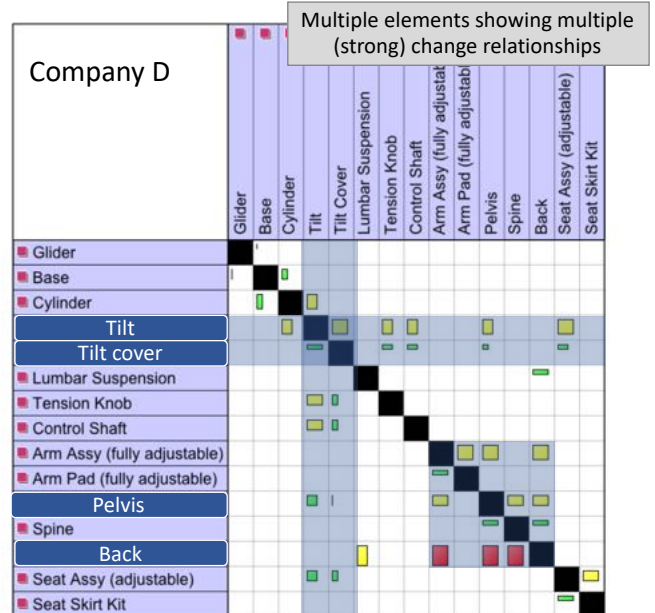 Multiple elements showing multiple
(strong) change relationships
Company D
Glider
Base
Cylinder
Tilt
Tilt Cover
Lumbar Suspension
Tension Knob
Control Shaft
Arm Assy (fully adjustab
Arm Pad (fully adjustabl
Pelvis
Spine
Back
Seat Assy (adjustable)
Seat Skirt Kit
Glider
Base
Cylinder
Tilt
Tilt cover
Lumbar Suspension
Tension Knob
Control Shaft
Arm Assy (fully adjustable)
Arm Pad (fully adjustable)
Pelvis
Spine
Back
Seat Assy (adjustable)
Seat Skirt Kit